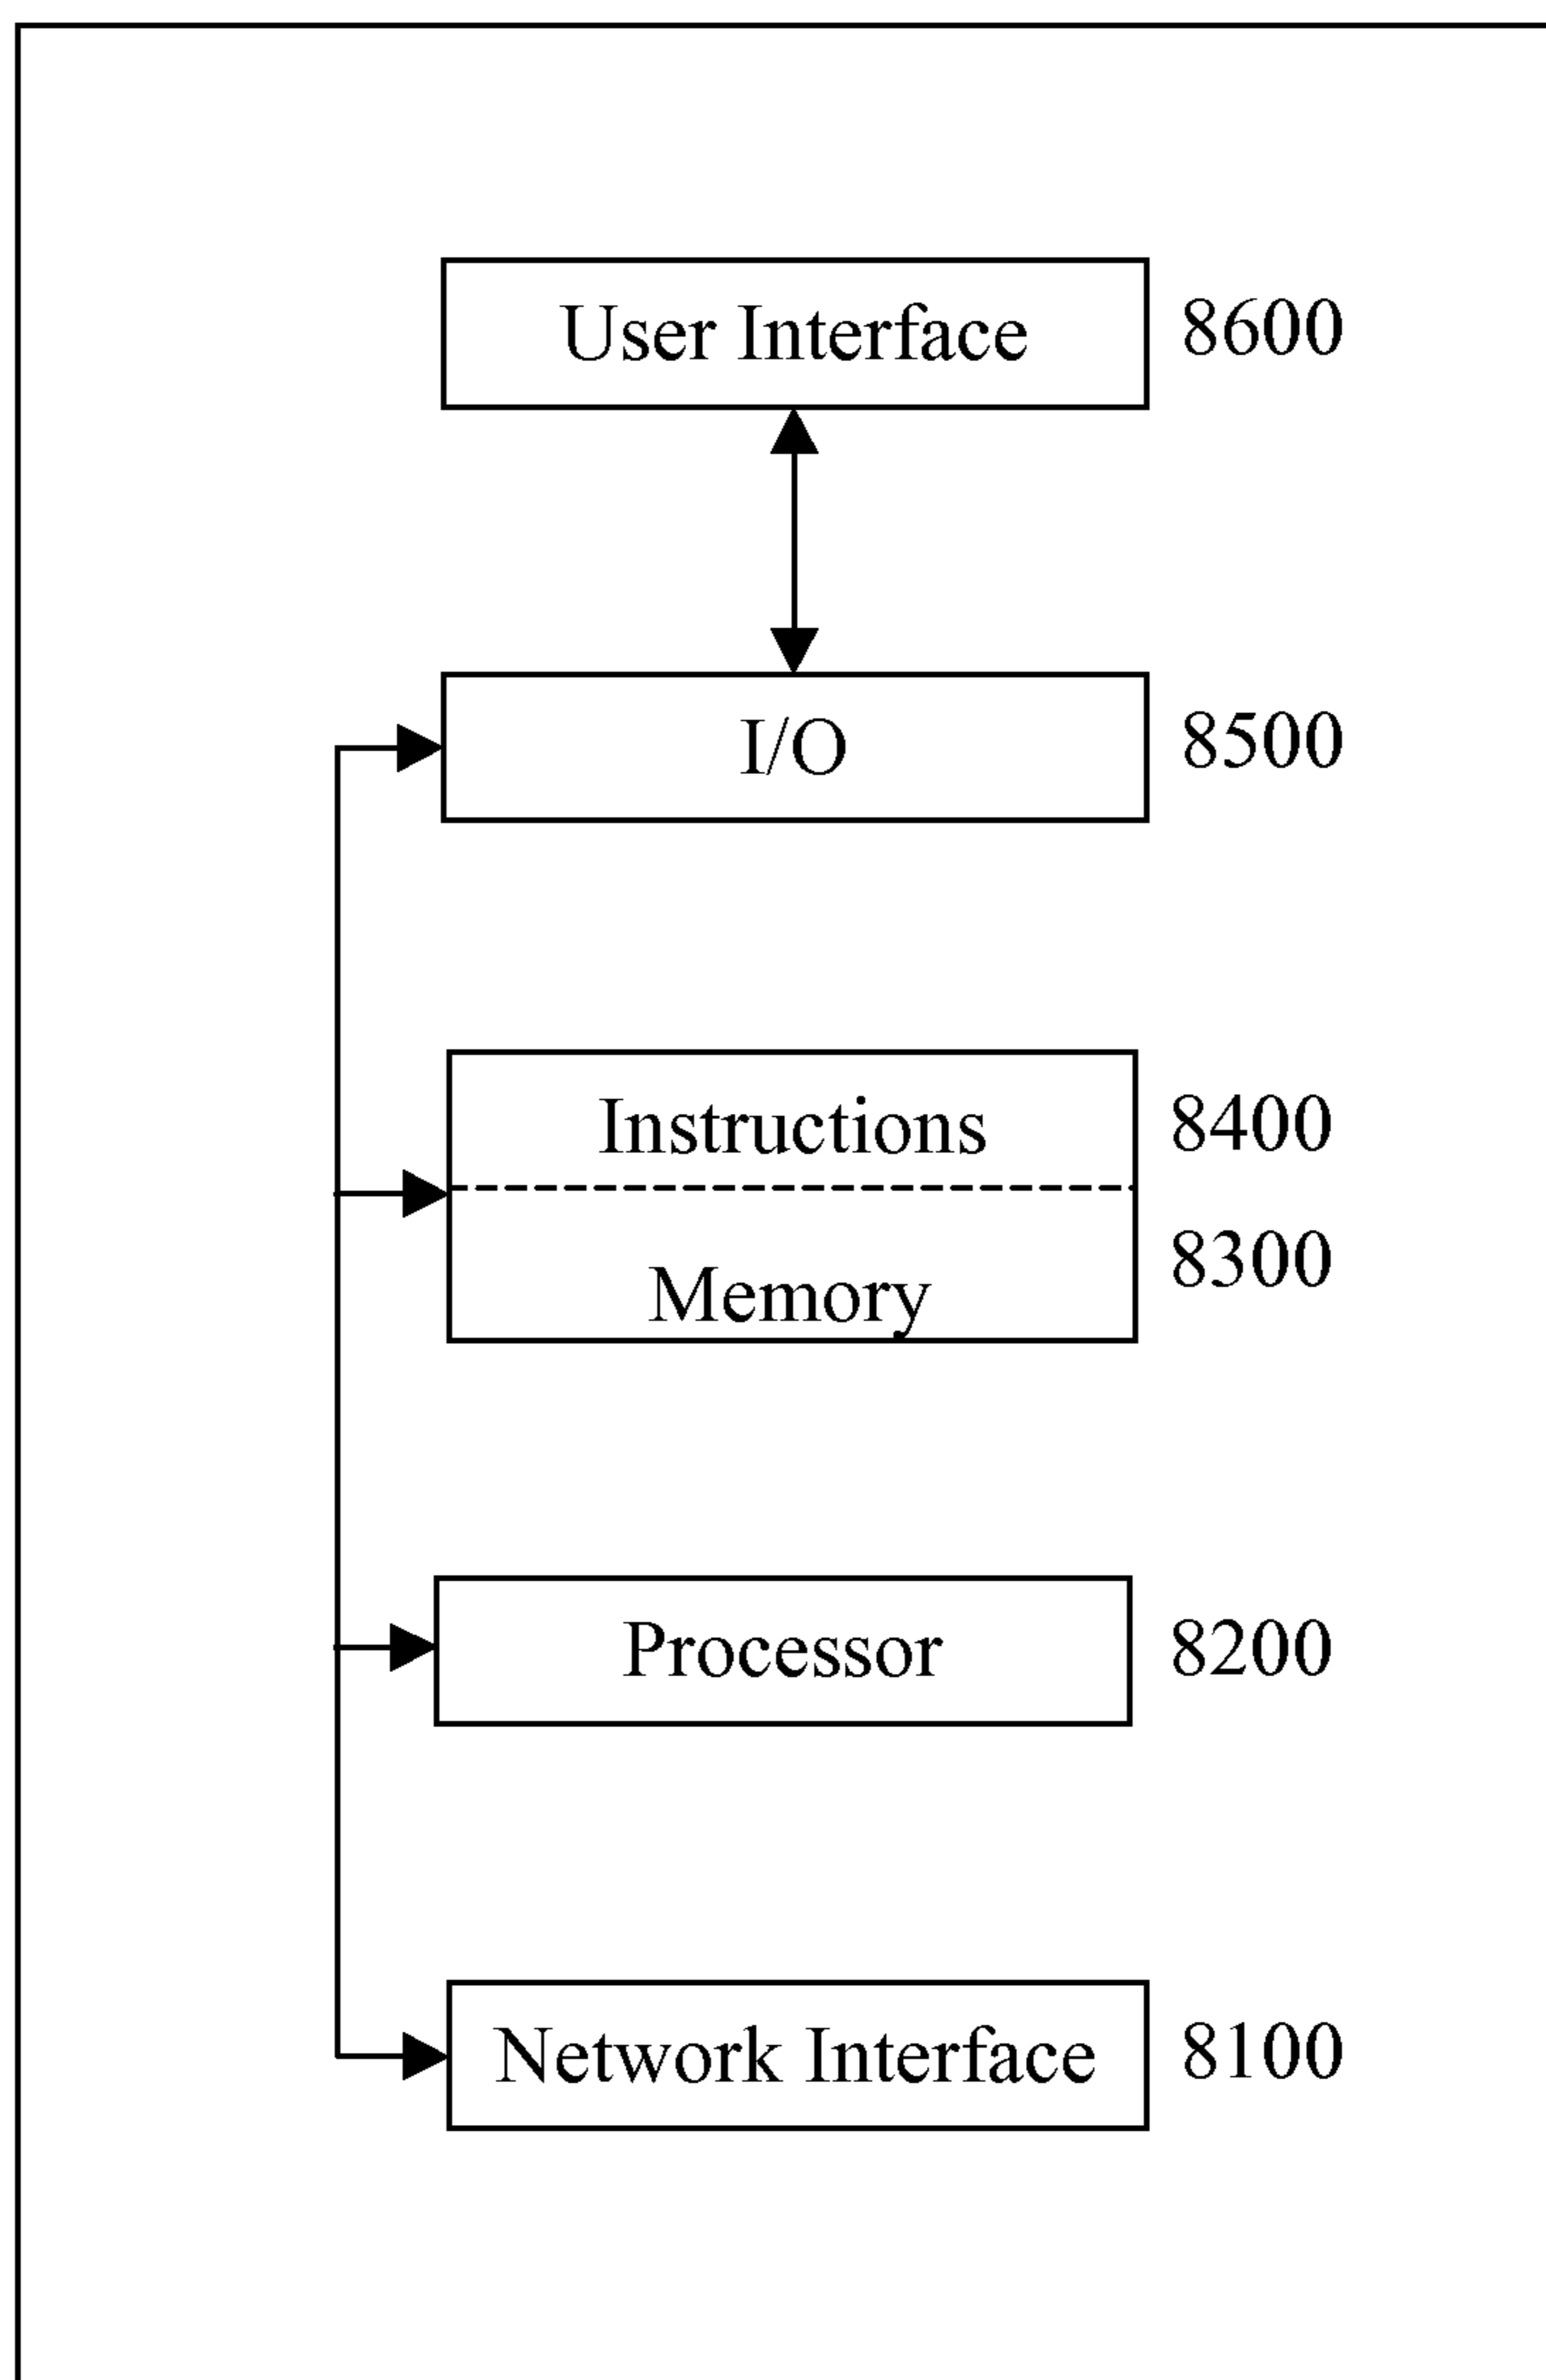 User Interface 8600
I/O 8500
Instructions 8400
Memory 8300
Processor 8200
Network Interface 8100